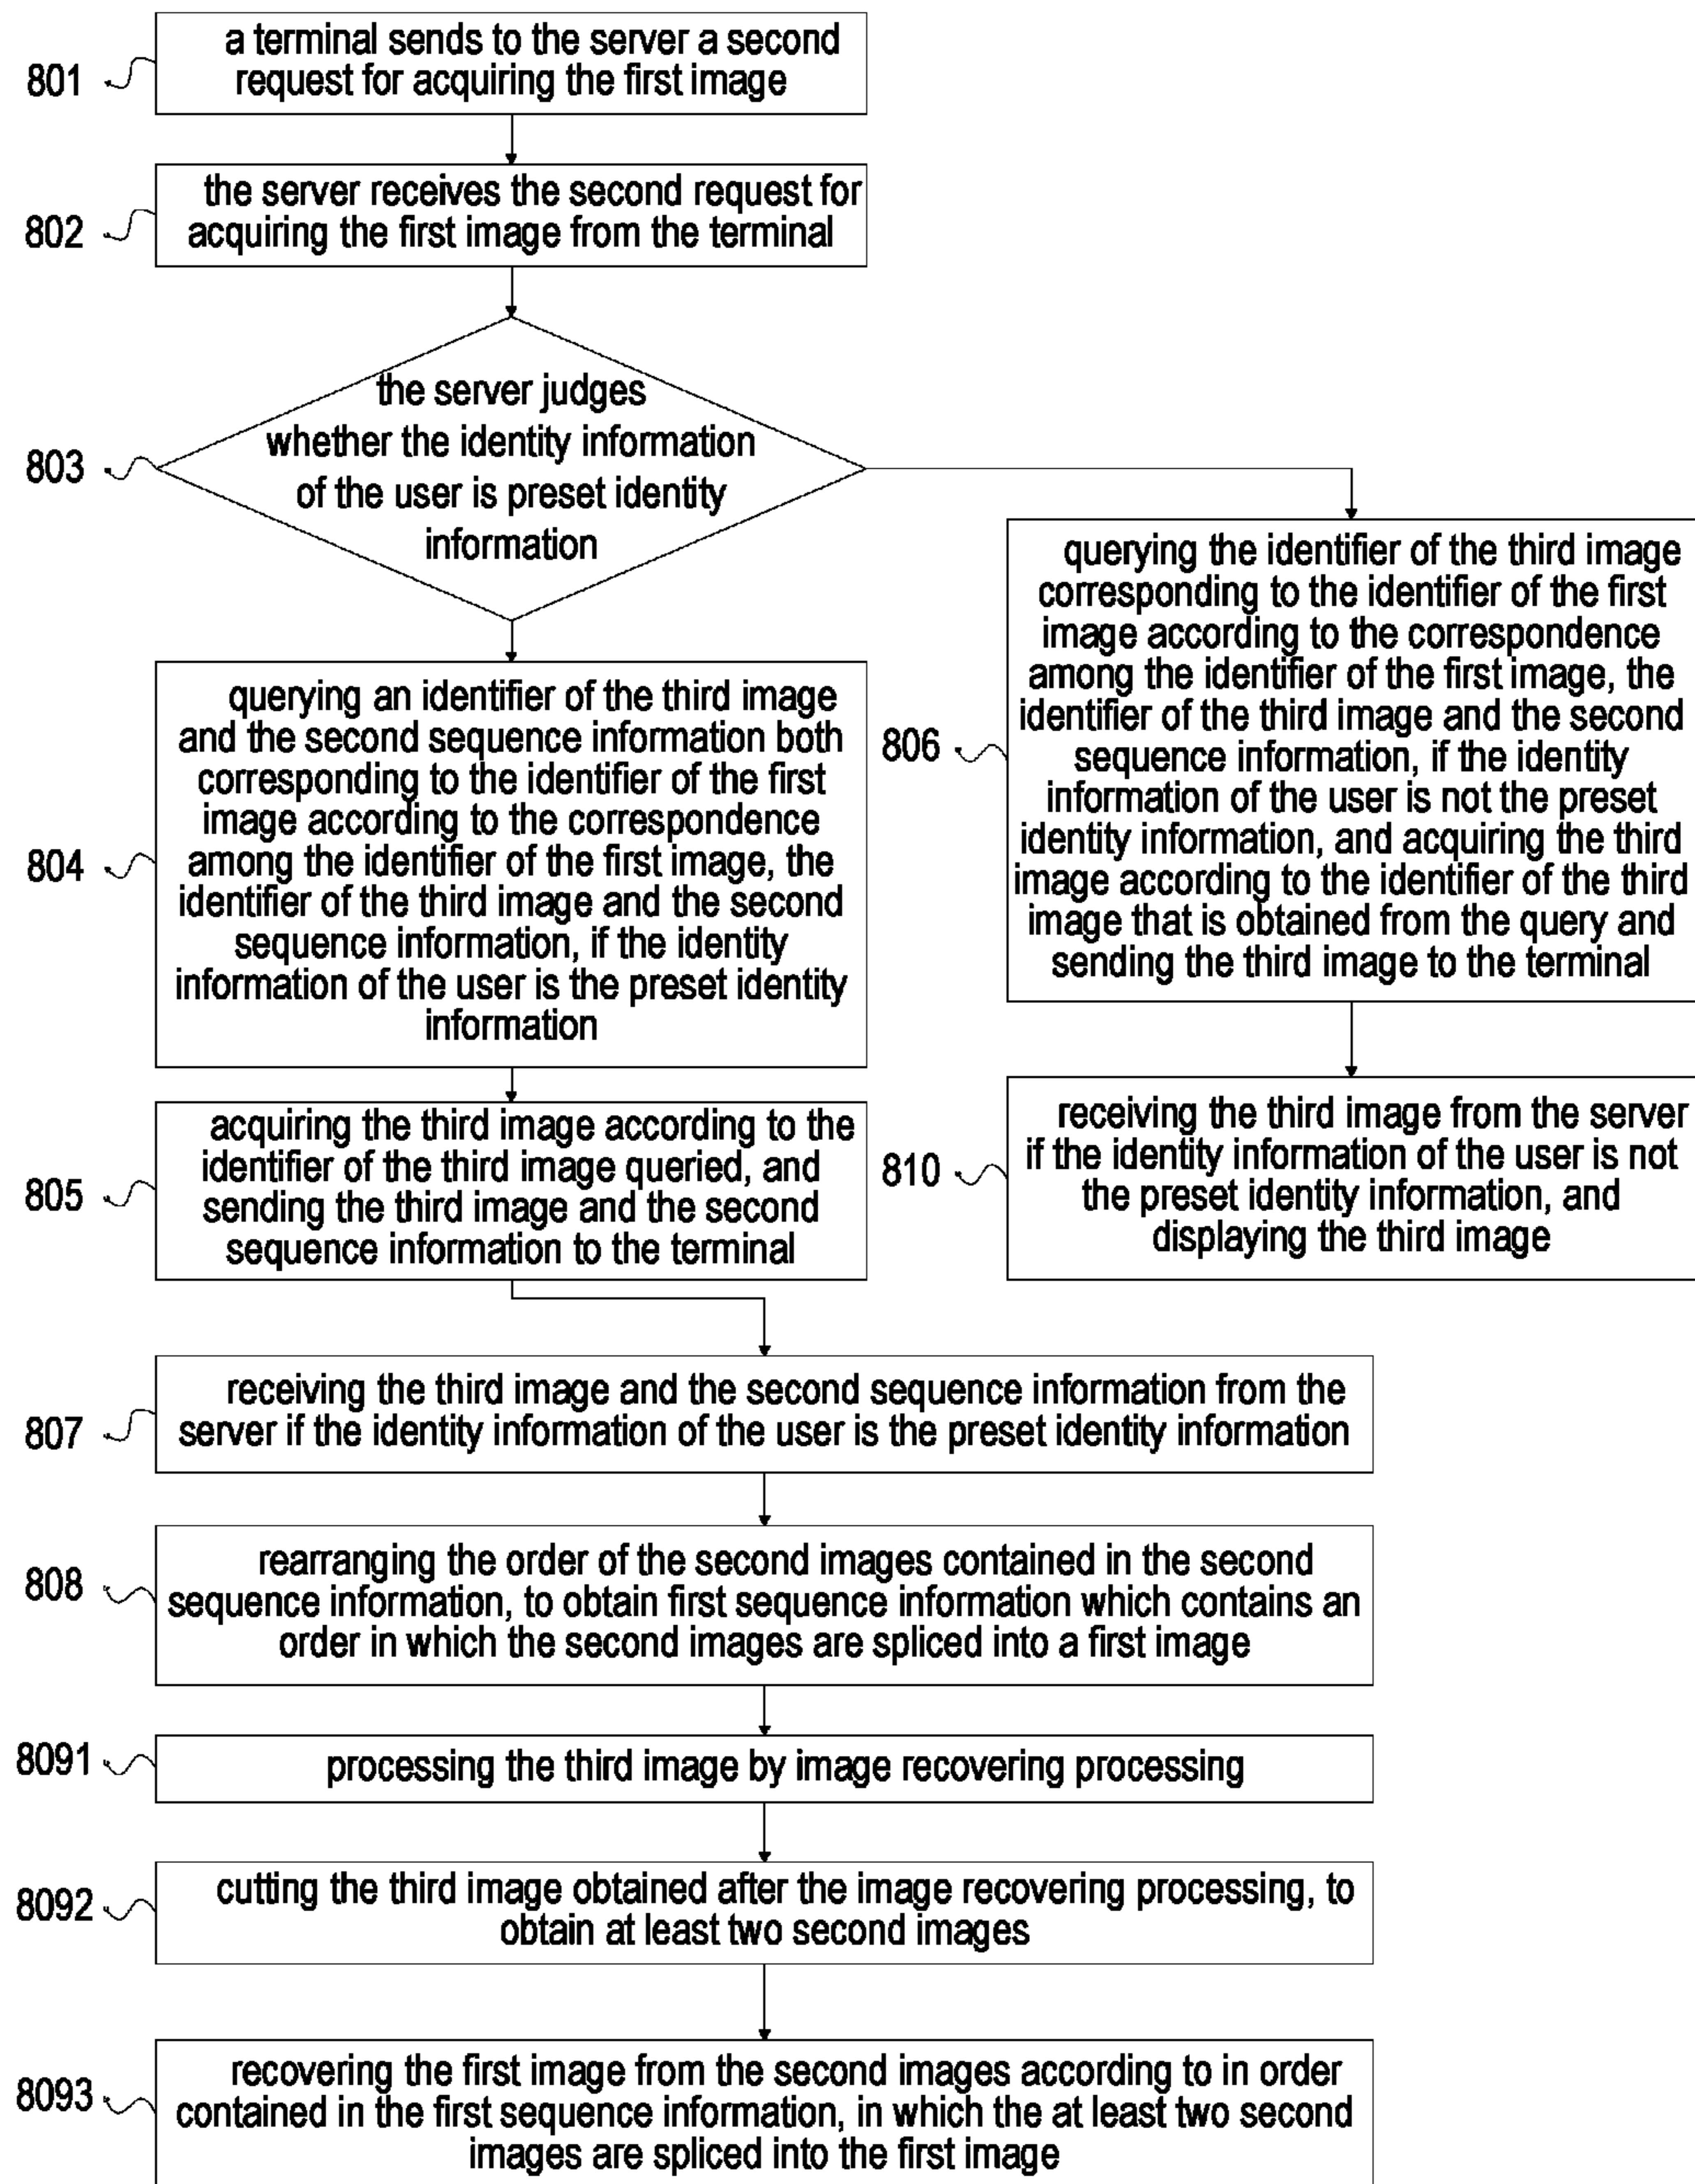 801
a terminal sends to the server a second
request for acquiring the first image
802
the server receives the second request for
acquiring the first image from the terminal
803
the server judges
whether the identity information
of the user is preset identity
information
804
querying an identifier of the third image
and the second sequence information both
corresponding to the identifier of the first
image according to the correspondence
among the identifier of the first image, the
identifier of the third image and the second
sequence information, if the identity
information of the user is the preset identity
information
805
acquiring the third image according to the
identifier of the third image queried, and
sending the third image and the second
sequence information to the terminal
806
querying the identifier of the third image
corresponding to the identifier of the first
image according to the correspondence
among the identifier of the first image, the
identifier of the third image and the second
sequence information, if the identity
information of the user is not the preset
identity information, and acquiring the third
image according to the identifier of the third
image that is obtained from the query and
sending the third image to the terminal
810
receiving the third image from the server
if the identity information of the user is not
the preset identity information, and
displaying the third image
807
receiving the third image and the second sequence information from the
server if the identity information of the user is the preset identity information
808
rearranging the order of the second images contained in the second
sequence information, to obtain first sequence information which contains an
order in which the second images are spliced into a first image
8091
processing the third image by image recovering processing
8092
cutting the third image obtained after the image recovering processing, to
obtain at least two second images
8093
recovering the first image from the second images according to in order
contained in the first sequence information, in which the at least two second
images are spliced into the first image